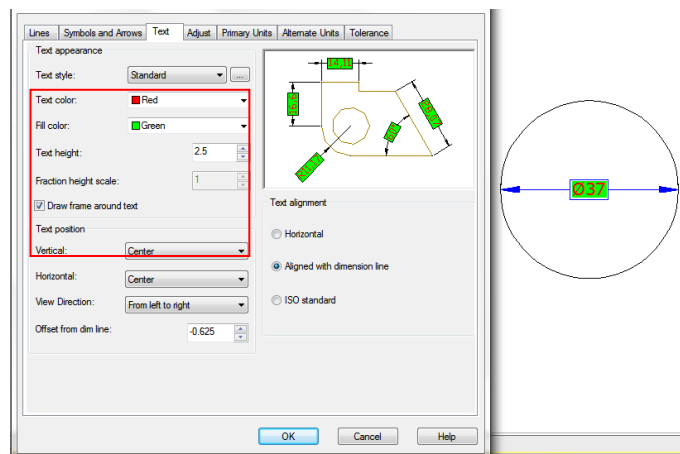 Lines Symbols and Arrows Text Adjust Primary Units Alternate Units Tolerance
Text appearance
Text style: Standard ...
Text color: Red
Fill color: Green
Text height: 2.5
Fraction height scale: 1
Draw frame around text
Text position
Vertical: Center
Horizontal: Center
View Direction: From left to right
Offset from dim line: -0.625
14,11
Text alignment
Horizontal
Aligned with dimension line
ISO standard
OK Cancel Help
Ø37